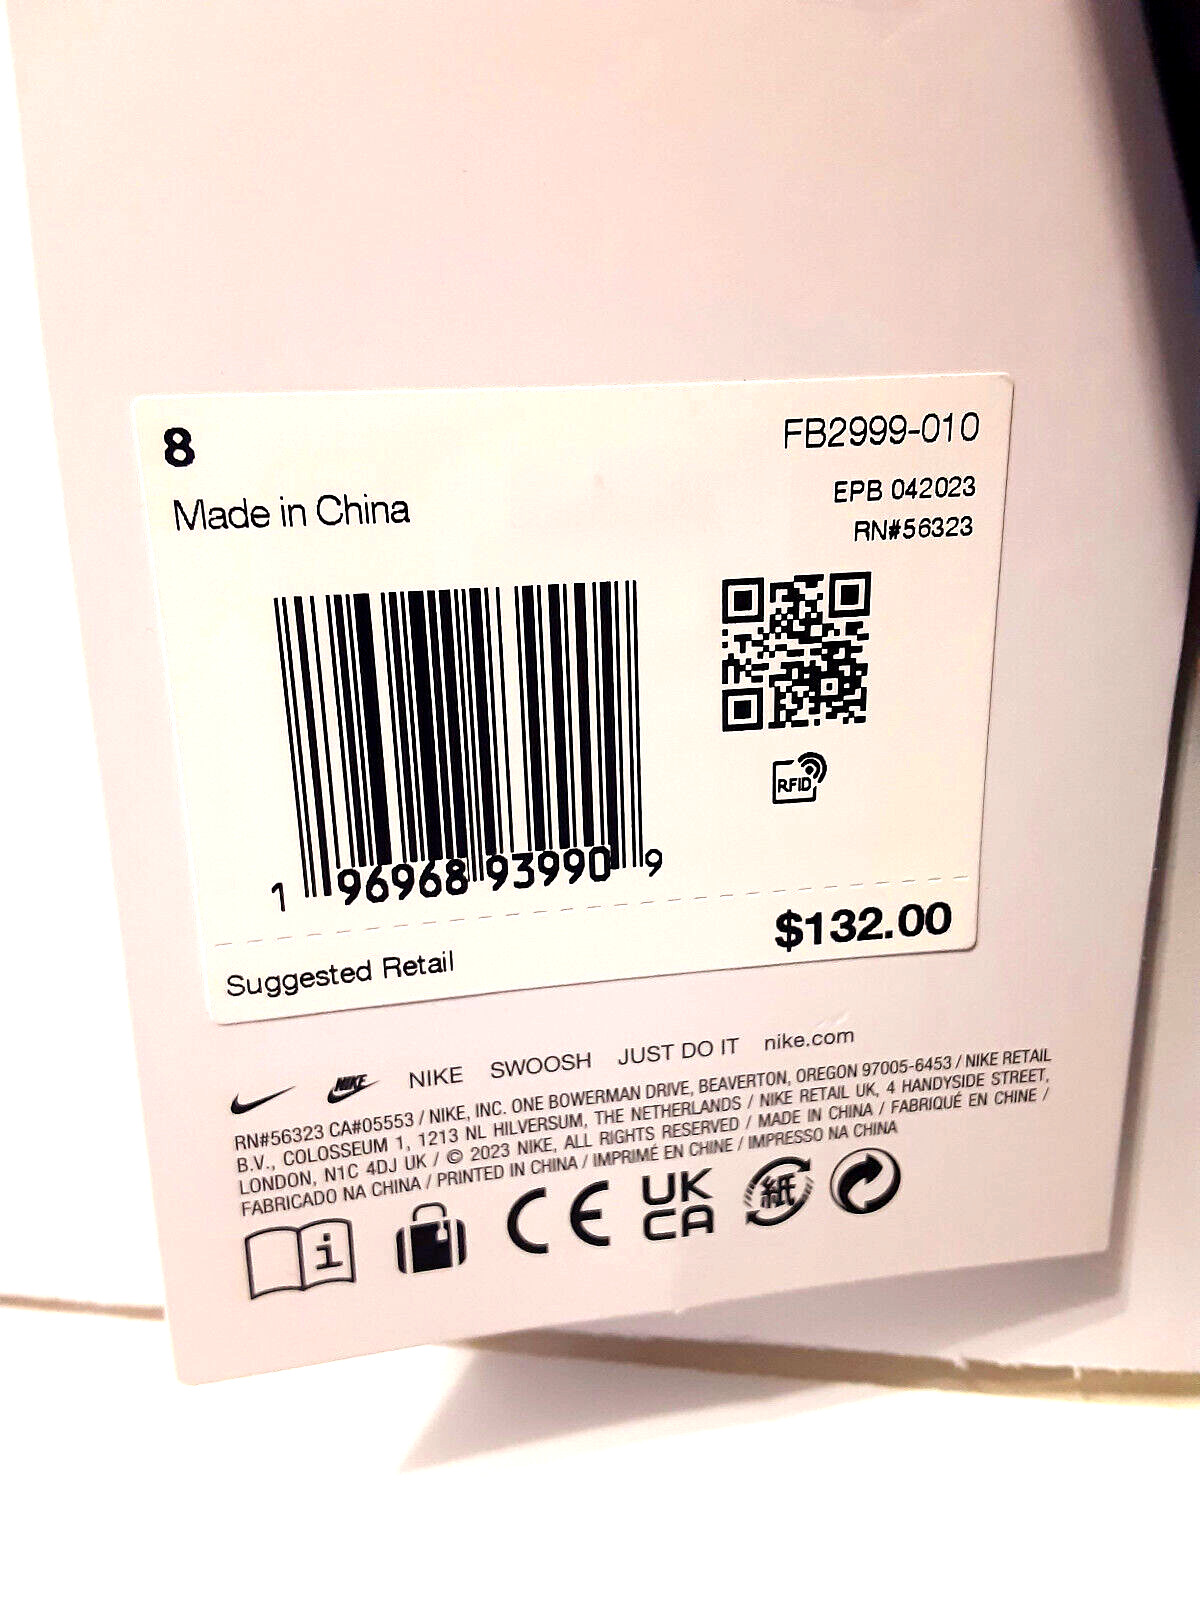 8
FB2999-010
Made in China
EPB 042023
RN#56323
RFID
1 96968 93990 9
Suggested Retail
$132.00
NIKE NIKE SWOOSH JUST DO IT nike.com
RN#56323 CA#05553 / NIKE, INC. ONE BOWERMAN DRIVE, BEAVERTON, OREGON 97005-6453 / NIKE RETAIL
B.V., COLOSSEUM 1, 1213 NL HILVERSUM, THE NETHERLANDS / NIKE RETAIL UK, 4 HANDYSIDE STREET,
LONDON, N1C 4DJ UK / © 2023 NIKE, ALL RIGHTS RESERVED / MADE IN CHINA / FABRIQUÉ EN CHINE /
FABRICADO NA CHINA / PRINTED IN CHINA / IMPRIMÉ EN CHINE / IMPRESSO NA CHINA
i
CE
UK
CA
紙